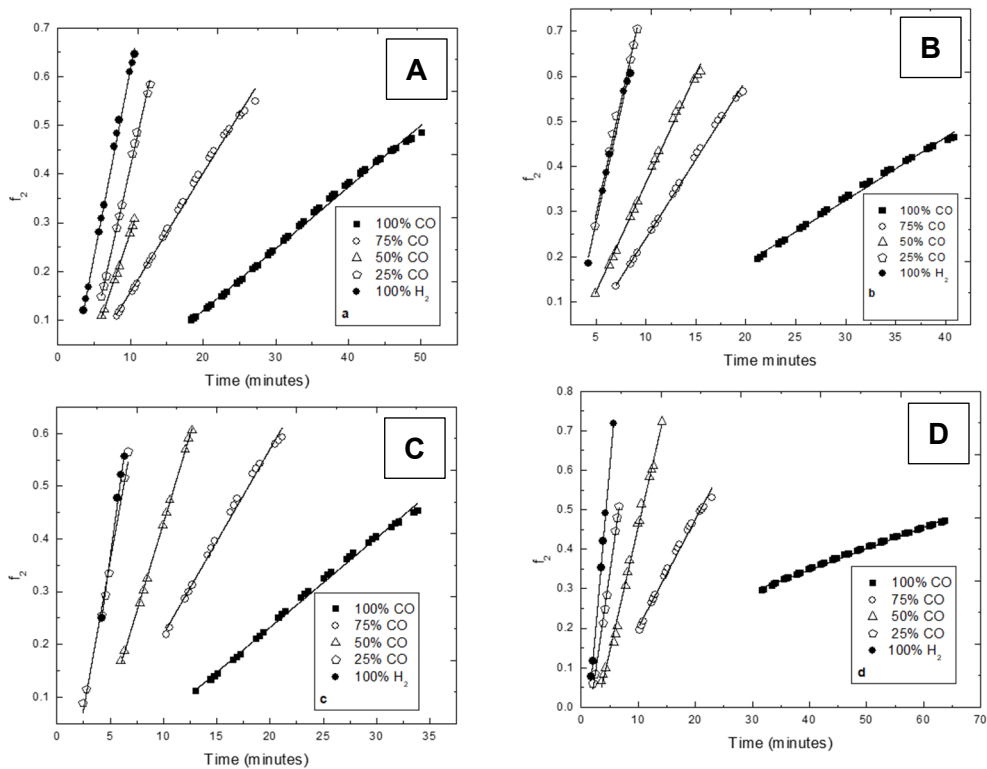 A
0.7
0.6
0.5
0.4
0.3
0.2
0.1
f2
100% CO
75% CO
50% CO
25% CO
100% H2
a
0 10 20 30 40 50
Time (minutes)
B
0.7
0.6
0.5
0.4
0.3
0.2
0.1
f2
100% CO
75% CO
50% CO
25% CO
100% H2
b
5 10 15 20 25 30 35 40
Time minutes
C
0.6
0.5
0.4
0.3
0.2
0.1
f2
100% CO
75% CO
50% CO
25% CO
100% H2
c
0 5 10 15 20 25 30 35
Time (minutes)
D
0.8
0.7
0.6
0.5
0.4
0.3
0.2
0.1
0.0
f2
100% CO
75% CO
50% CO
25% CO
100% H2
d
0 10 20 30 40 50 60 70
Time (minutes)